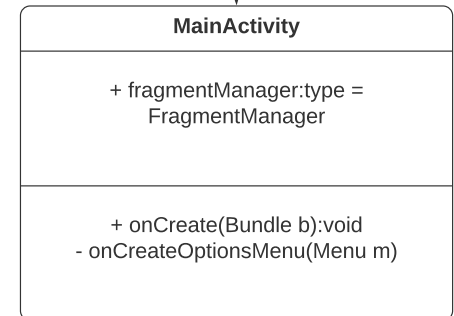 MainActivity
+ fragmentManager:type =
FragmentManager
+ onCreate(Bundle b):void
- onCreateOptionsMenu(Menu m)